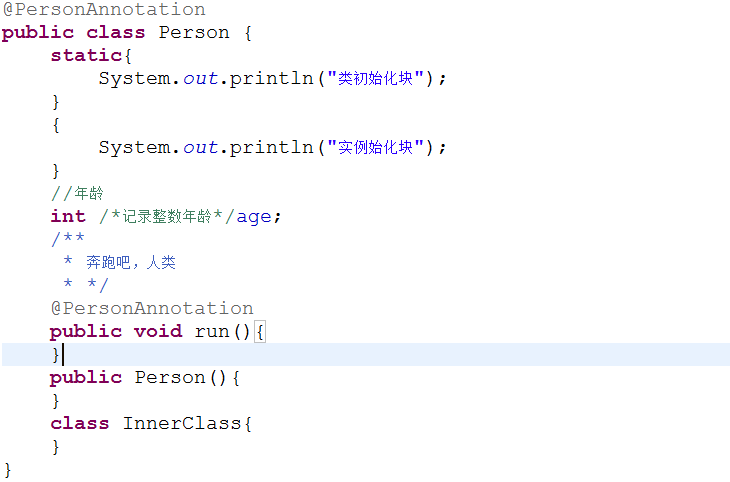 @PersonAnnotation
public class Person {
    static{
        System.out.println("类初始化块");
    }
    {
        System.out.println("实例始化块");
    }
    //年龄
    int /*记录整数年龄*/age;
    /**
     * 奔跑吧，人类
     * */
    @PersonAnnotation
    public void run(){
    }
    public Person(){
    }
    class InnerClass{
    }
}